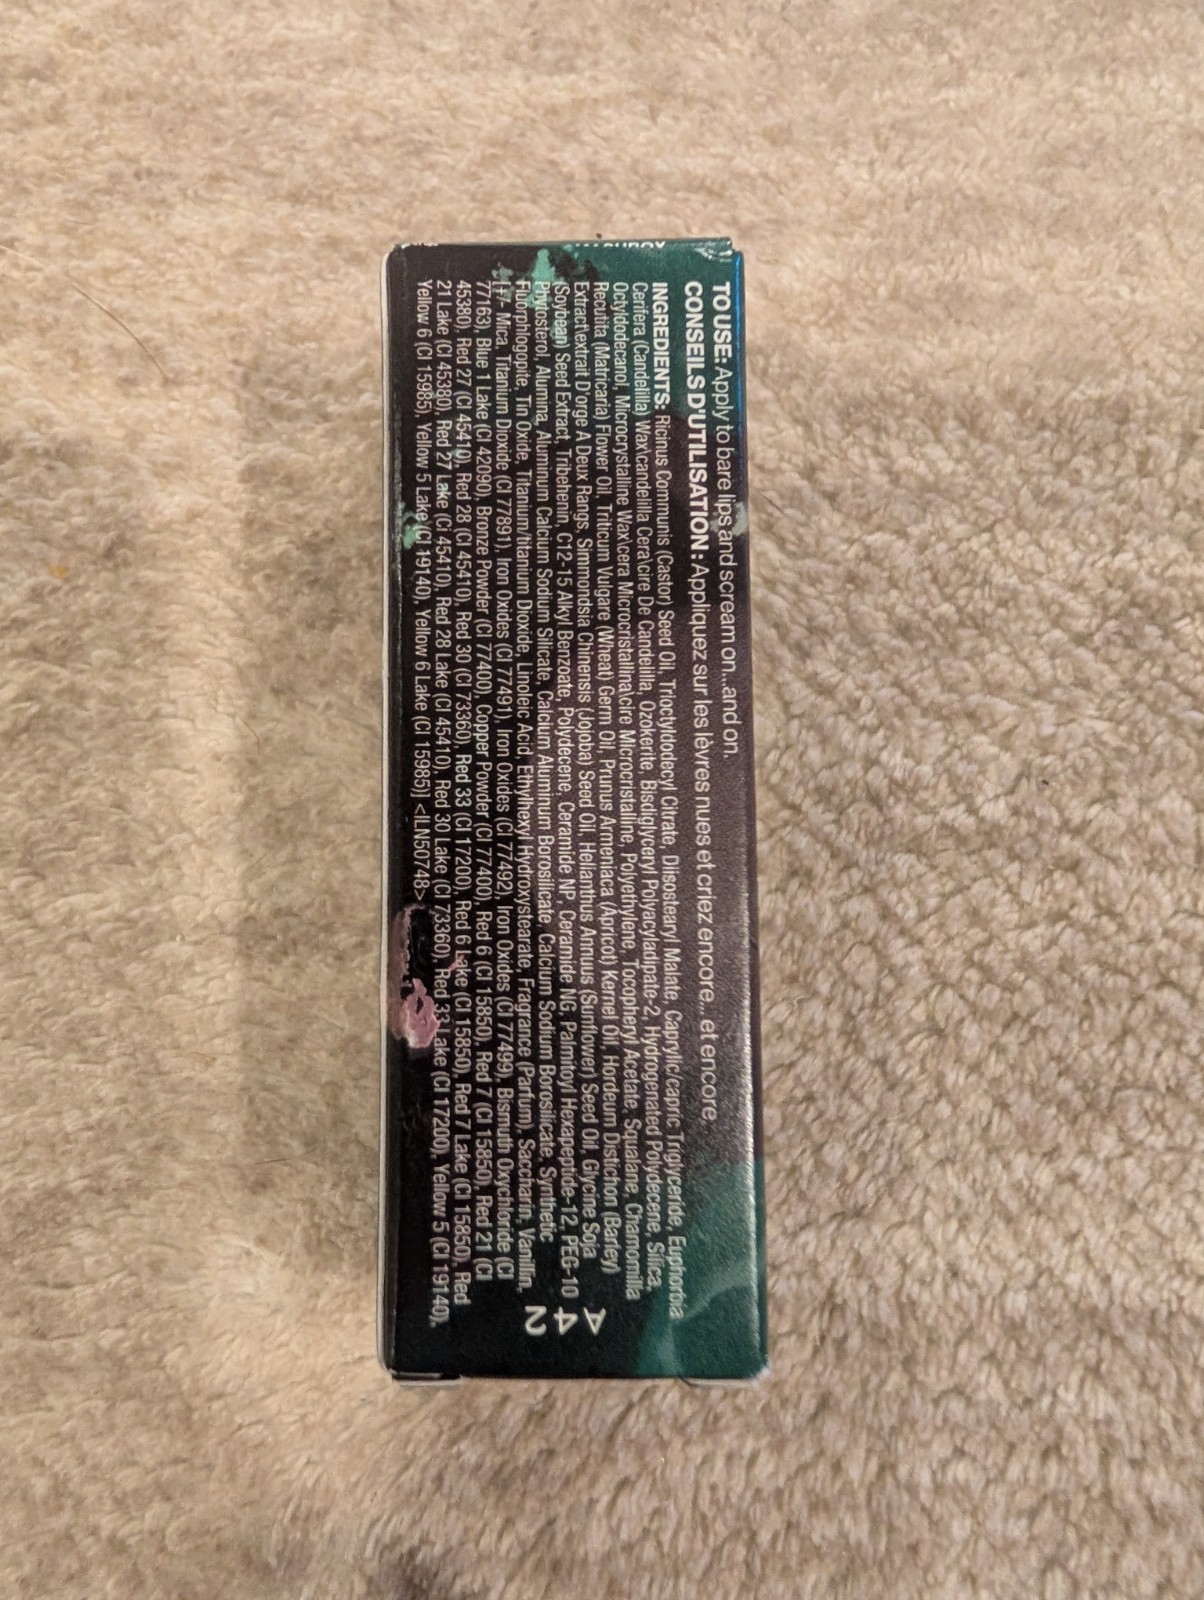 TO USE: Apply to bare lips and scream on...and on.
CONSEILS D'UTILISATION : Appliquez sur les lèvres nues et criez encore... et encore.
INGREDIENTS: Ricinus Communis (Castor) Seed Oil, Trioctyldodecyl Citrate, Diisostearyl Malate, Caprylic/capric Triglyceride, Euphorbia
Cerifera (Candelilla) Wax\candelilla Cera\cire De Candelilla, Ozokerite, Bisdiglyceryl Polyacyladipate-2, Hydrogenated Polydecene, Silica,
Octyldodecanol, Microcrystalline Wax\cera Microcristallina\cire Microcristalline, Polyethylene, Tocopheryl Acetate, Squalane, Chamomilla
Recutita (Matricaria) Flower Oil, Triticum Vulgare (Wheat) Germ Oil, Prunus Armeniaca (Apricot) Kernel Oil, Hordeum Distichon (Barley)
Extract\extrait D'orge A Deux Rangs, Simmondsia Chinensis (Jojoba) Seed Oil, Helianthus Annuus (Sunflower) Seed Oil, Glycine Soja
(Soybean) Seed Extract, Tribehenin, C12-15 Alkyl Benzoate, Polydecene, Ceramide NP, Ceramide NG, Palmitoyl Hexapeptide-12, PEG-10
Phytosterol, Alumina, Aluminum Calcium Sodium Silicate, Calcium Aluminum Borosilicate, Calcium Sodium Borosilicate, Synthetic
Fluorphlogopite, Tin Oxide, Titanium/titanium Dioxide, Linoleic Acid, Ethylhexyl Hydroxystearate, Fragrance (Parfum), Saccharin, Vanillin,
Mica, Titanium Dioxide (CI 77891), Iron Oxides (CI 77491), Iron Oxides (CI 77492), Iron Oxides (CI 77499), Bismuth Oxychloride (CI
77163), Blue 1 Lake (CI 42090), Bronze Powder (CI 77400), Copper Powder (CI 77400), Red 6 (CI 15850), Red 7 (CI 15850), Red 21 (CI
45380), Red 27 (CI 45410), Red 28 (CI 45410), Red 30 (CI 73360), Red 33 (CI 17200), Red 6 Lake (CI 15850), Red 7 Lake (CI 15850), Red
21 Lake (CI 45380), Red 27 Lake (CI 45410), Red 28 Lake (CI 45410), Red 30 Lake (CI 73360), Red 33 Lake (CI 17200), Yellow 5 (CI 19140),
Yellow 6 (CI 15985), Yellow 5 Lake (CI 19140), Yellow 6 Lake (CI 15985)] <ILN50748>
A42